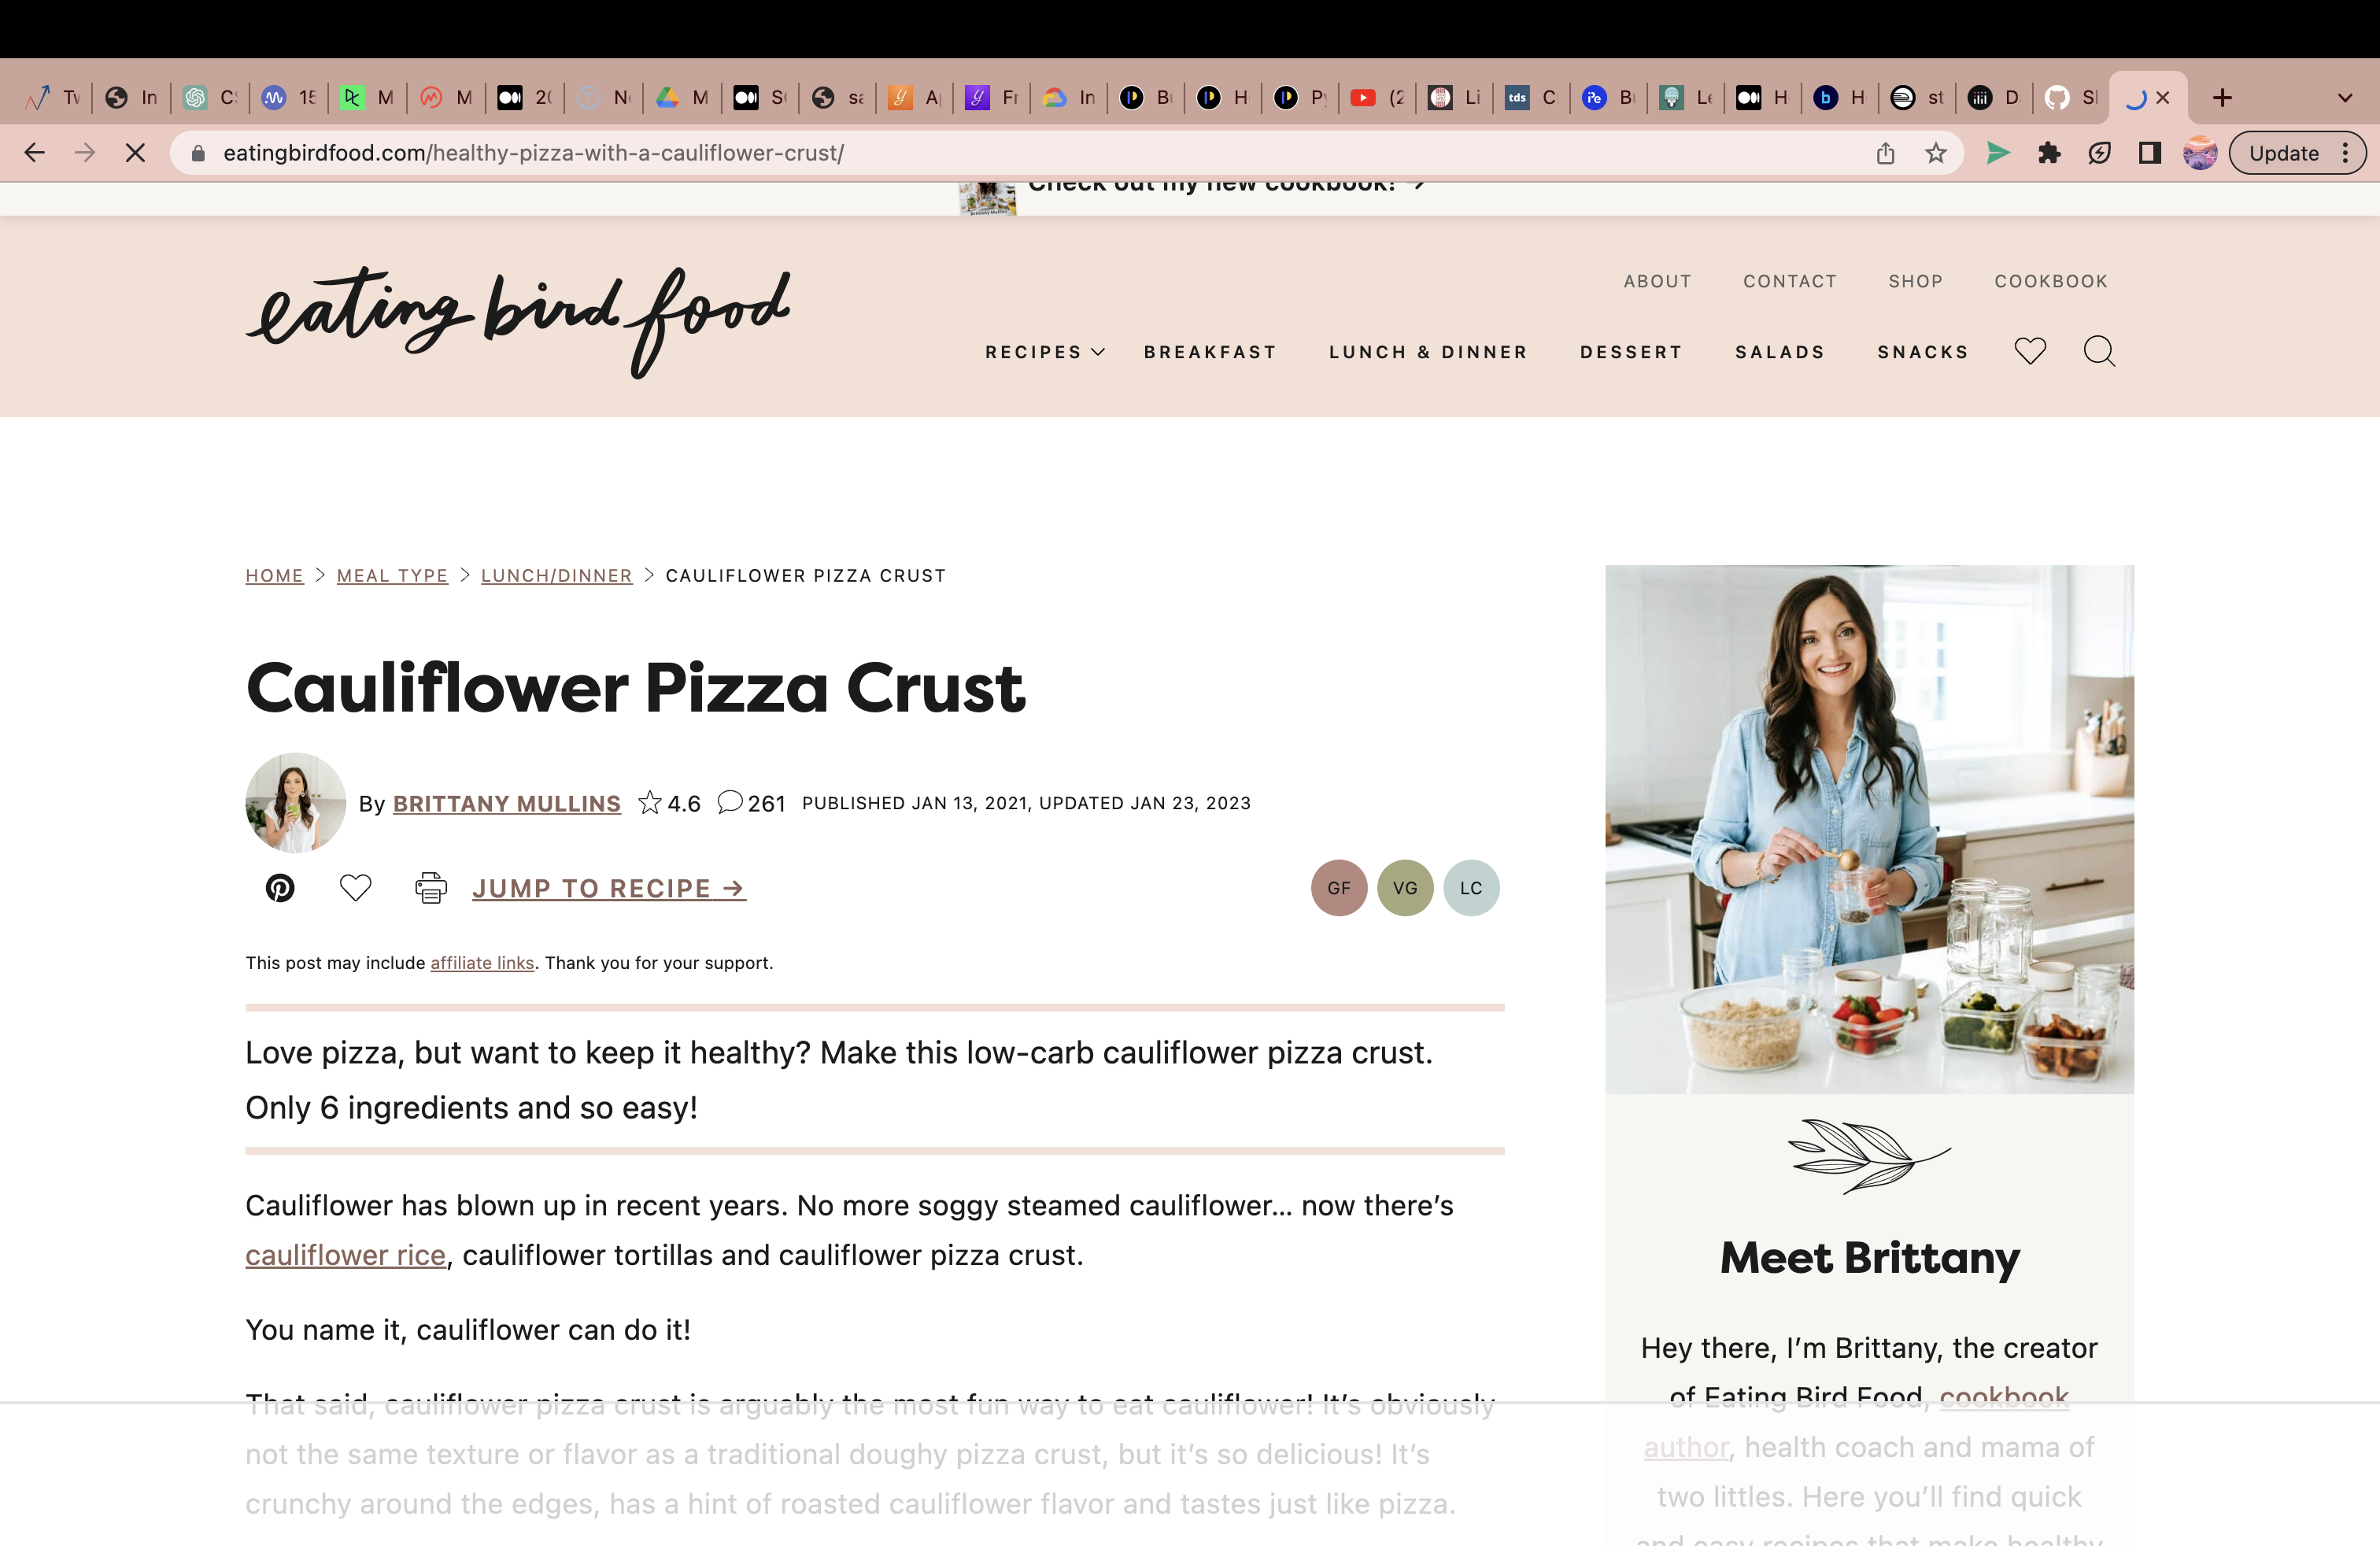 Tw
In
CS
15
M
M
20
N
M
S
sa
A
Fr
In
B
H
Py
(2
Li
tds
C
B
Le
H
b
H
st
D
S
eatingbirdfood.com/healthy-pizza-with-a-cauliflower-crust/
Update
Check out my new cookbook! →
eating bird food
ABOUT CONTACT SHOP COOKBOOK
RECIPES BREAKFAST LUNCH & DINNER DESSERT SALADS SNACKS
HOME > MEAL TYPE > LUNCH/DINNER > CAULIFLOWER PIZZA CRUST
Cauliflower Pizza Crust
By BRITTANY MULLINS 4.6 261 PUBLISHED JAN 13, 2021, UPDATED JAN 23, 2023
JUMP TO RECIPE →
GF VG LC
This post may include affiliate links. Thank you for your support.
Love pizza, but want to keep it healthy? Make this low-carb cauliflower pizza crust.
Only 6 ingredients and so easy!
Cauliflower has blown up in recent years. No more soggy steamed cauliflower... now there’s
cauliflower rice, cauliflower tortillas and cauliflower pizza crust.
You name it, cauliflower can do it!
That said, cauliflower pizza crust is arguably the most fun way to eat cauliflower! It’s obviously
not the same texture or flavor as a traditional doughy pizza crust, but it’s so delicious! It’s
crunchy around the edges, has a hint of roasted cauliflower flavor and tastes just like pizza.
Meet Brittany
Hey there, I’m Brittany, the creator
of Eating Bird Food, cookbook
author, health coach and mama of
two littles. Here you’ll find quick
and easy recipes that make healthy